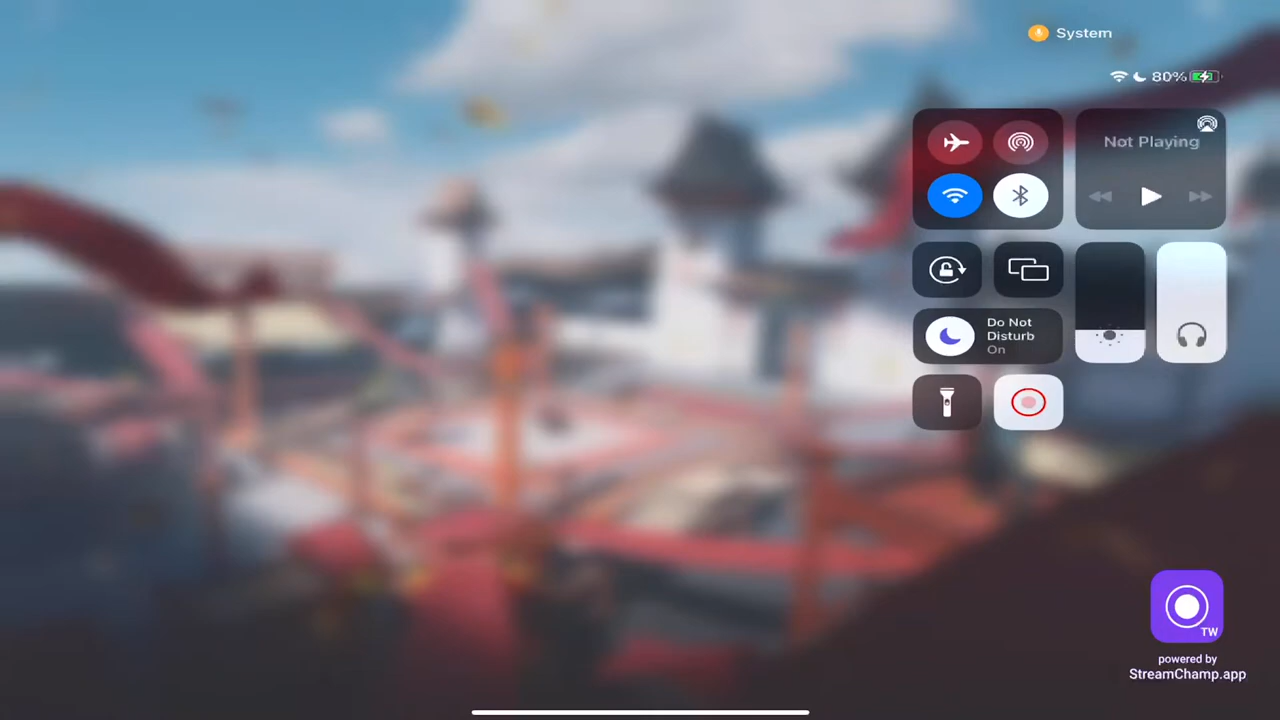 System
80%
Not Playing
Do Not
Disturb
On
TW
powered by
StreamChamp.app